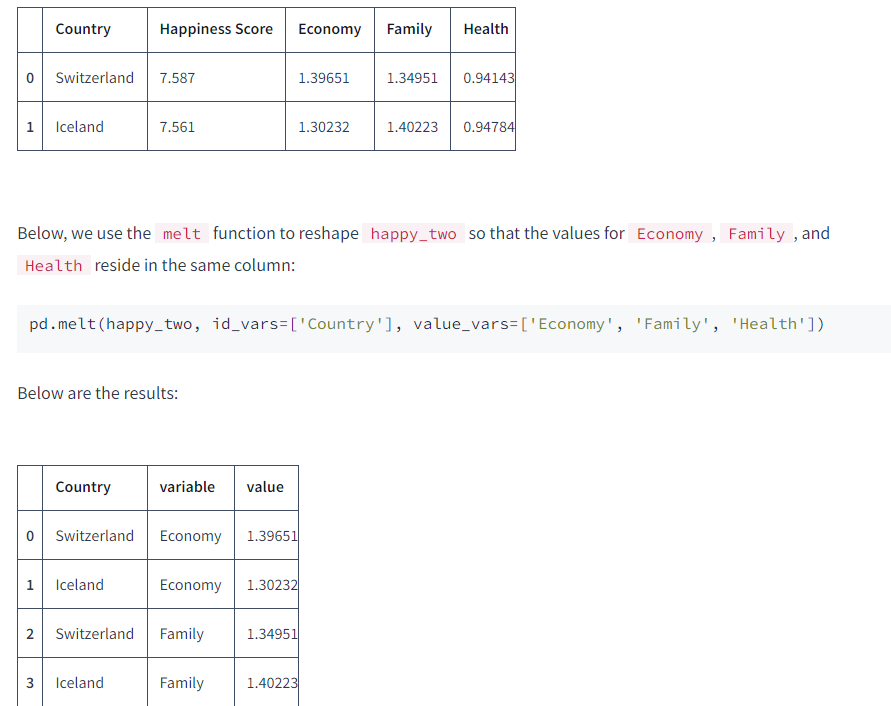 Country Happiness Score Economy Family Health
0 Switzerland 7.587 1.39651 1.34951 0.94143
1 Iceland 7.561 1.30232 1.40223 0.94784
Below, we use the melt function to reshape happy_two so that the values for Economy , Family , and
Health reside in the same column:
pd.melt(happy_two, id_vars=['Country'], value_vars=['Economy', 'Family', 'Health'])
Below are the results:
Country variable value
0 Switzerland Economy 1.39651
1 Iceland Economy 1.30232
2 Switzerland Family 1.34951
3 Iceland Family 1.40223